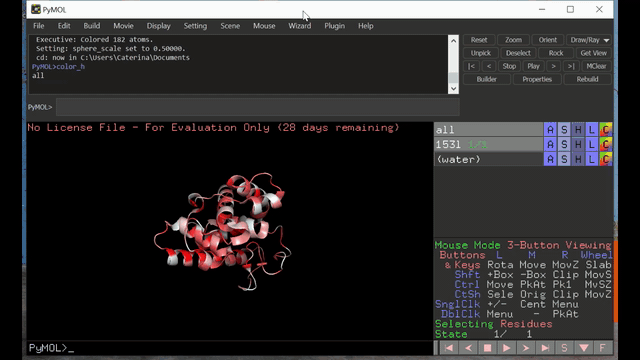 PyMOL
File Edit Build Movie Display Setting Scene Mouse Wizard Plugin Help
Executive: Colored 182 atoms.
Setting: sphere_scale set to 0.50000.
cd: now in C:\Users\Caterina\Documents
PyMOL>color_h
all
Reset Zoom Orient Draw/Ray
Unpick Deselect Rock Get View
|< < Stop Play > >| MClear
Builder Properties Rebuild
PyMOL>
No License File - For Evaluation Only (28 days remaining)
all A S H L C
153l 1/1 A S H L C
(water) A S H L C
Mouse Mode 3-Button Viewing
Buttons L M R Wheel
& Keys Rota Move MovZ Slab
Shft +Box -Box Clip MovS
Ctrl Move PkAt Pk1 MvSZ
CtSh Sele Orig Clip MovZ
SnglClk +/- Cent Menu
DblClk Menu - PkAt
Selecting Residues
State 1/ 1
PyMOL>_
S F